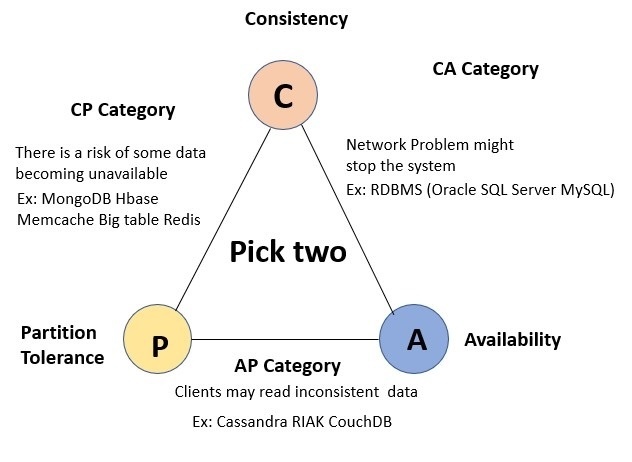 Consistency
C
CA Category
CP Category
Network Problem might
stop the system
Ex: RDBMS (Oracle SQL Server MySQL)
There is a risk of some data
becoming unavailable
Ex: MongoDB Hbase
Memcache Big table Redis
Pick two
Partition
Tolerance
P
A
Availability
AP Category
Clients may read inconsistent data
Ex: Cassandra RIAK CouchDB